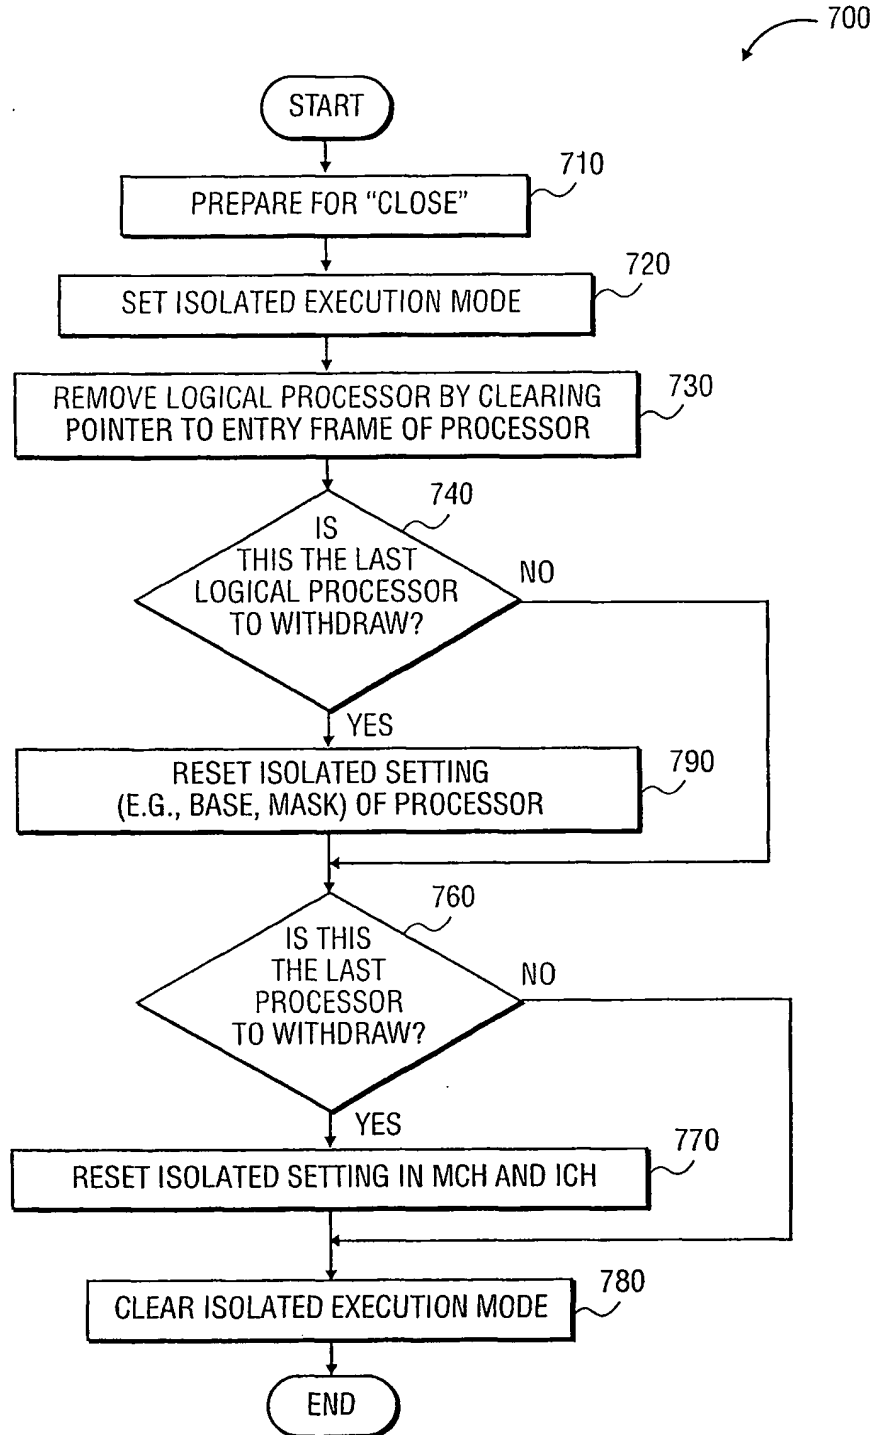 700
START
710
PREPARE FOR “CLOSE”
720
SET ISOLATED EXECUTION MODE
730
REMOVE LOGICAL PROCESSOR BY CLEARING
POINTER TO ENTRY FRAME OF PROCESSOR
740
IS
THIS THE LAST
LOGICAL PROCESSOR
TO WITHDRAW?
NO
YES
790
RESET ISOLATED SETTING
(E.G., BASE, MASK) OF PROCESSOR
760
IS THIS
THE LAST
PROCESSOR
TO WITHDRAW?
NO
YES
770
RESET ISOLATED SETTING IN MCH AND ICH
780
CLEAR ISOLATED EXECUTION MODE
END